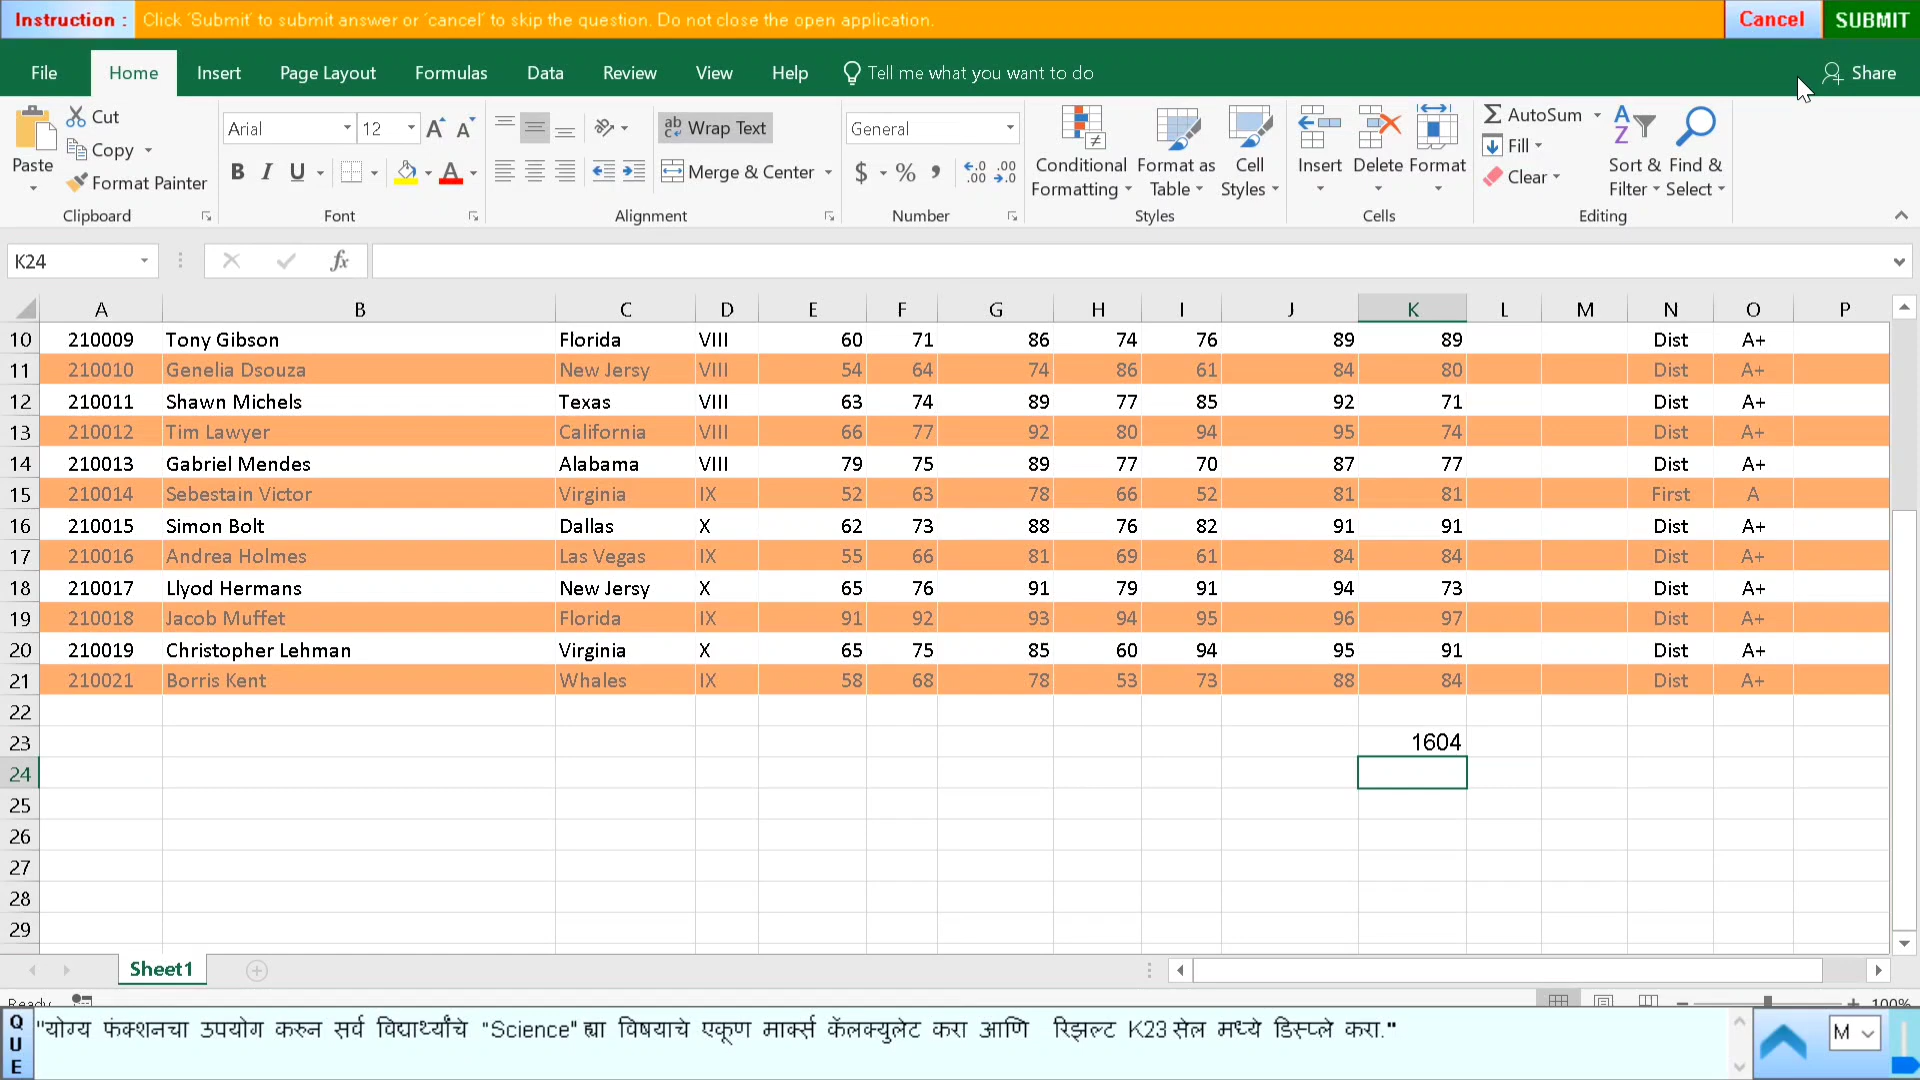 Instruction : Click 'Submit' to submit answer or 'cancel' to skip the question. Do not close the open application. Cancel SUBMIT
File Home Insert Page Layout Formulas Data Review View Help Tell me what you want to do Share
Paste Cut Copy Format Painter Clipboard
Arial 12 B I U Font
Wrap Text Merge & Center Alignment
General $ % Number
Conditional Formatting Format as Table Cell Styles Styles
Insert Delete Format Cells
AutoSum Fill Clear Sort & Filter Find & Select Editing
K24 fx
A B C D E F G H I J K L M N O P
10 210009 Tony Gibson Florida VIII 60 71 86 74 76 89 89 Dist A+
11 210010 Genelia Dsouza New Jersy VIII 54 64 74 86 61 84 80 Dist A+
12 210011 Shawn Michels Texas VIII 63 74 89 77 85 92 71 Dist A+
13 210012 Tim Lawyer California VIII 66 77 92 80 94 95 74 Dist A+
14 210013 Gabriel Mendes Alabama VIII 79 75 89 77 70 87 77 Dist A+
15 210014 Sebestain Victor Virginia IX 52 63 78 66 52 81 81 First A
16 210015 Simon Bolt Dallas X 62 73 88 76 82 91 91 Dist A+
17 210016 Andrea Holmes Las Vegas IX 55 66 81 69 61 84 84 Dist A+
18 210017 Llyod Hermans New Jersy X 65 76 91 79 91 94 73 Dist A+
19 210018 Jacob Muffet Florida IX 91 92 93 94 95 96 97 Dist A+
20 210019 Christopher Lehman Virginia X 65 75 85 60 94 95 91 Dist A+
21 210021 Borris Kent Whales IX 58 68 78 53 73 88 84 Dist A+
22
23 1604
24
25
26
27
28
29
Sheet1
Ready 100%
QUE "योग्य फंक्शनचा उपयोग करुन सर्व विद्यार्थ्यांचे "Science" ह्या विषयाचे एकूण मार्क्स कॅलक्युलेट करा आणि रिझल्ट K23 सेल मध्ये डिस्प्ले करा." M